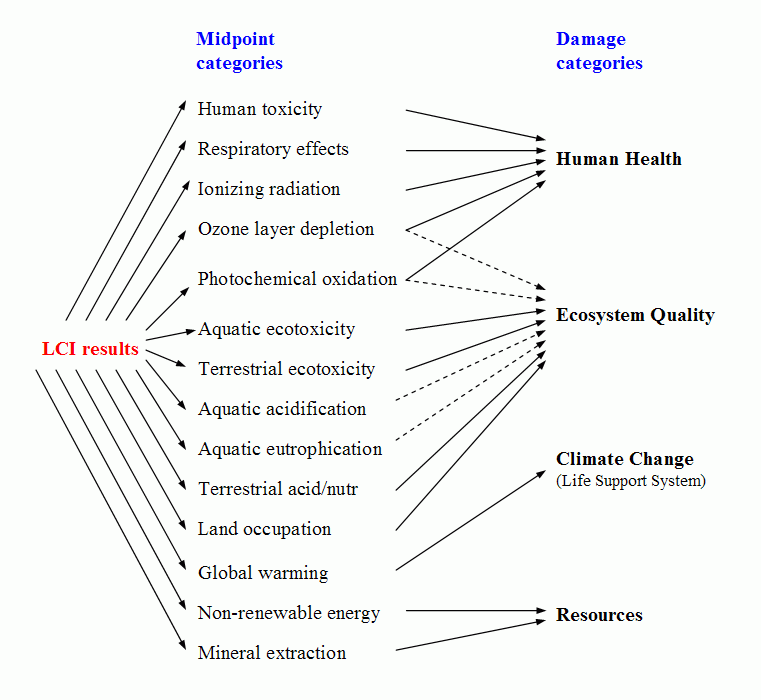 Midpoint
categories
Damage
categories
Human toxicity
Respiratory effects
Human Health
Ionizing radiation
Ozone layer depletion
Photochemical oxidation
Ecosystem Quality
Aquatic ecotoxicity
LCI results
Terrestrial ecotoxicity
Aquatic acidification
Aquatic eutrophication
Climate Change
(Life Support System)
Terrestrial acid/nutr
Land occupation
Global warming
Non-renewable energy
Resources
Mineral extraction